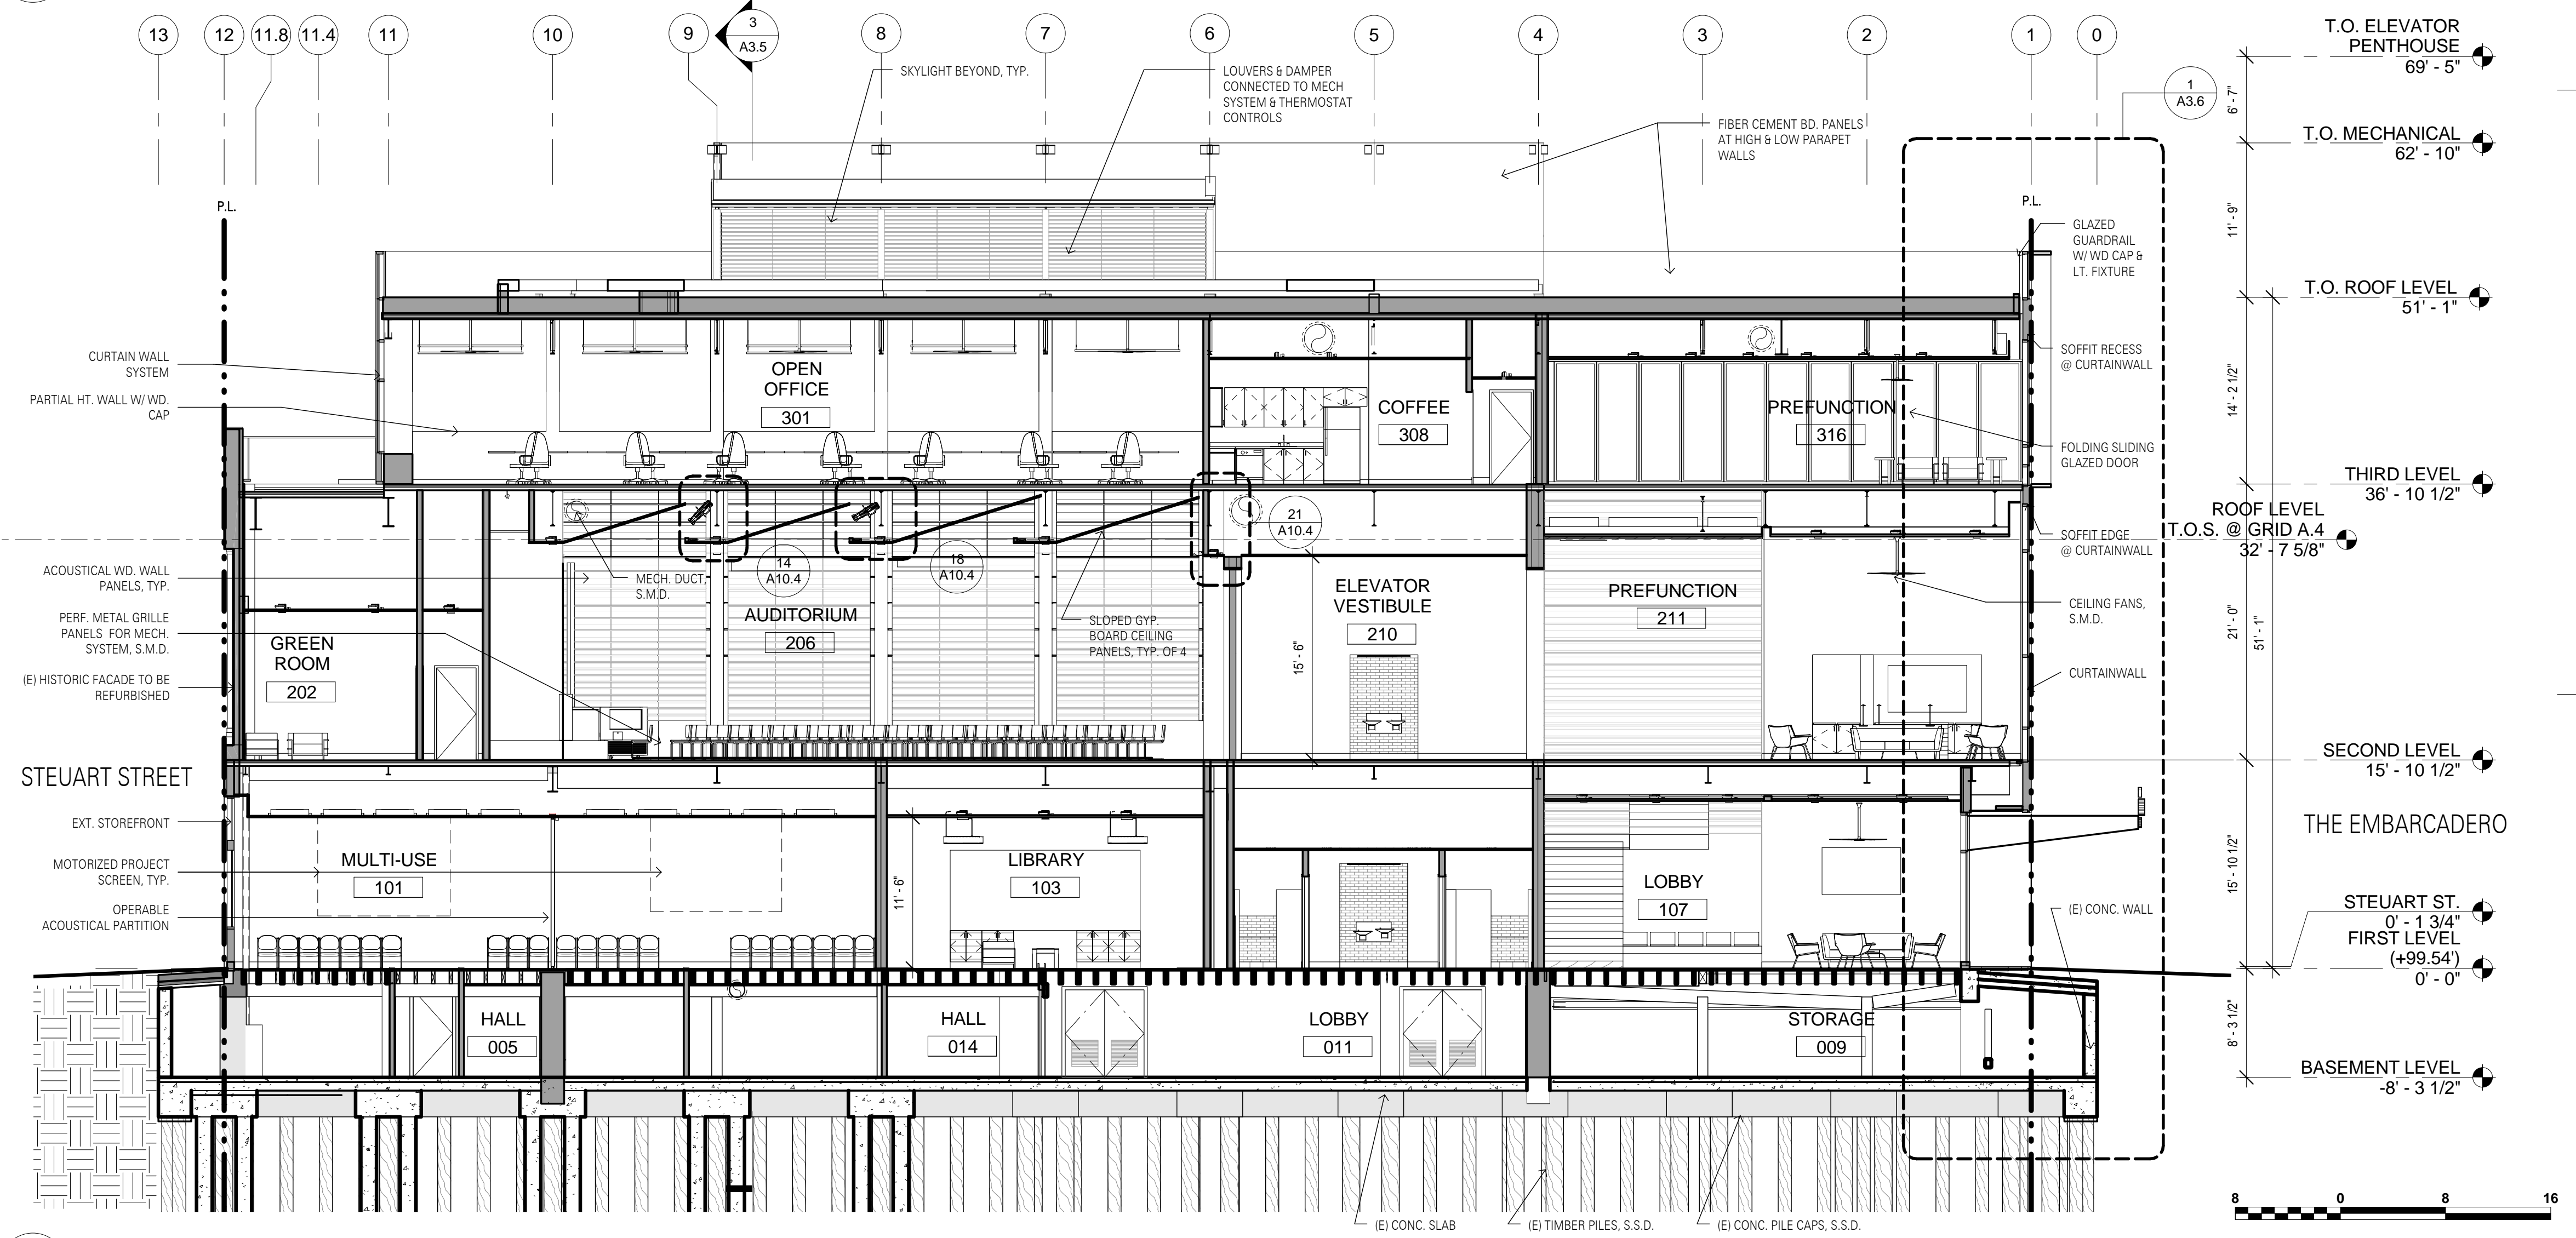 13
12
11.8
11.4
11
10
9
3
A3.5
8
7
6
5
4
3
2
1
0
T.O. ELEVATOR
PENTHOUSE
69' - 5"
SKYLIGHT BEYOND, TYP.
LOUVERS & DAMPER
CONNECTED TO MECH
SYSTEM & THERMOSTAT
CONTROLS
1
A3.6
6' - 7"
FIBER CEMENT BD. PANELS
AT HIGH & LOW PARAPET
WALLS
T.O. MECHANICAL
62' - 10"
P.L.
P.L.
GLAZED
GUARDRAIL
W/ WD CAP &
LT. FIXTURE
11' - 9"
T.O. ROOF LEVEL
51' - 1"
CURTAIN WALL
SYSTEM
PARTIAL HT. WALL W/ WD.
CAP
OPEN
OFFICE
301
COFFEE
308
PREFUNCTION
316
SOFFIT RECESS
@ CURTAINWALL
14' - 2 1/2"
FOLDING SLIDING
GLAZED DOOR
THIRD LEVEL
36' - 10 1/2"
ROOF LEVEL
T.O.S. @ GRID A.4
32' - 7 5/8"
21
A10.4
14
A10.4
18
A10.4
SOFFIT EDGE
@ CURTAINWALL
ACOUSTICAL WD. WALL
PANELS, TYP.
MECH. DUCT,
S.M.D.
PERF. METAL GRILLE
PANELS FOR MECH.
SYSTEM, S.M.D.
(E) HISTORIC FACADE TO BE
REFURBISHED
GREEN
ROOM
202
AUDITORIUM
206
SLOPED GYP.
BOARD CEILING
PANELS, TYP. OF 4
15' - 6"
ELEVATOR
VESTIBULE
210
PREFUNCTION
211
CEILING FANS,
S.M.D.
CURTAINWALL
21' - 0"
51' - 1"
SECOND LEVEL
15' - 10 1/2"
STEUART STREET
THE EMBARCADERO
EXT. STOREFRONT
MOTORIZED PROJECT
SCREEN, TYP.
OPERABLE
ACOUSTICAL PARTITION
MULTI-USE
101
11' - 6"
LIBRARY
103
LOBBY
107
(E) CONC. WALL
15' - 10 1/2"
STEUART ST.
0' - 1 3/4"
FIRST LEVEL
(+99.54')
0' - 0"
HALL
005
HALL
014
LOBBY
011
STORAGE
009
8' - 3 1/2"
BASEMENT LEVEL
-8' - 3 1/2"
(E) CONC. SLAB
(E) TIMBER PILES, S.S.D.
(E) CONC. PILE CAPS, S.S.D.
8
0
8
16